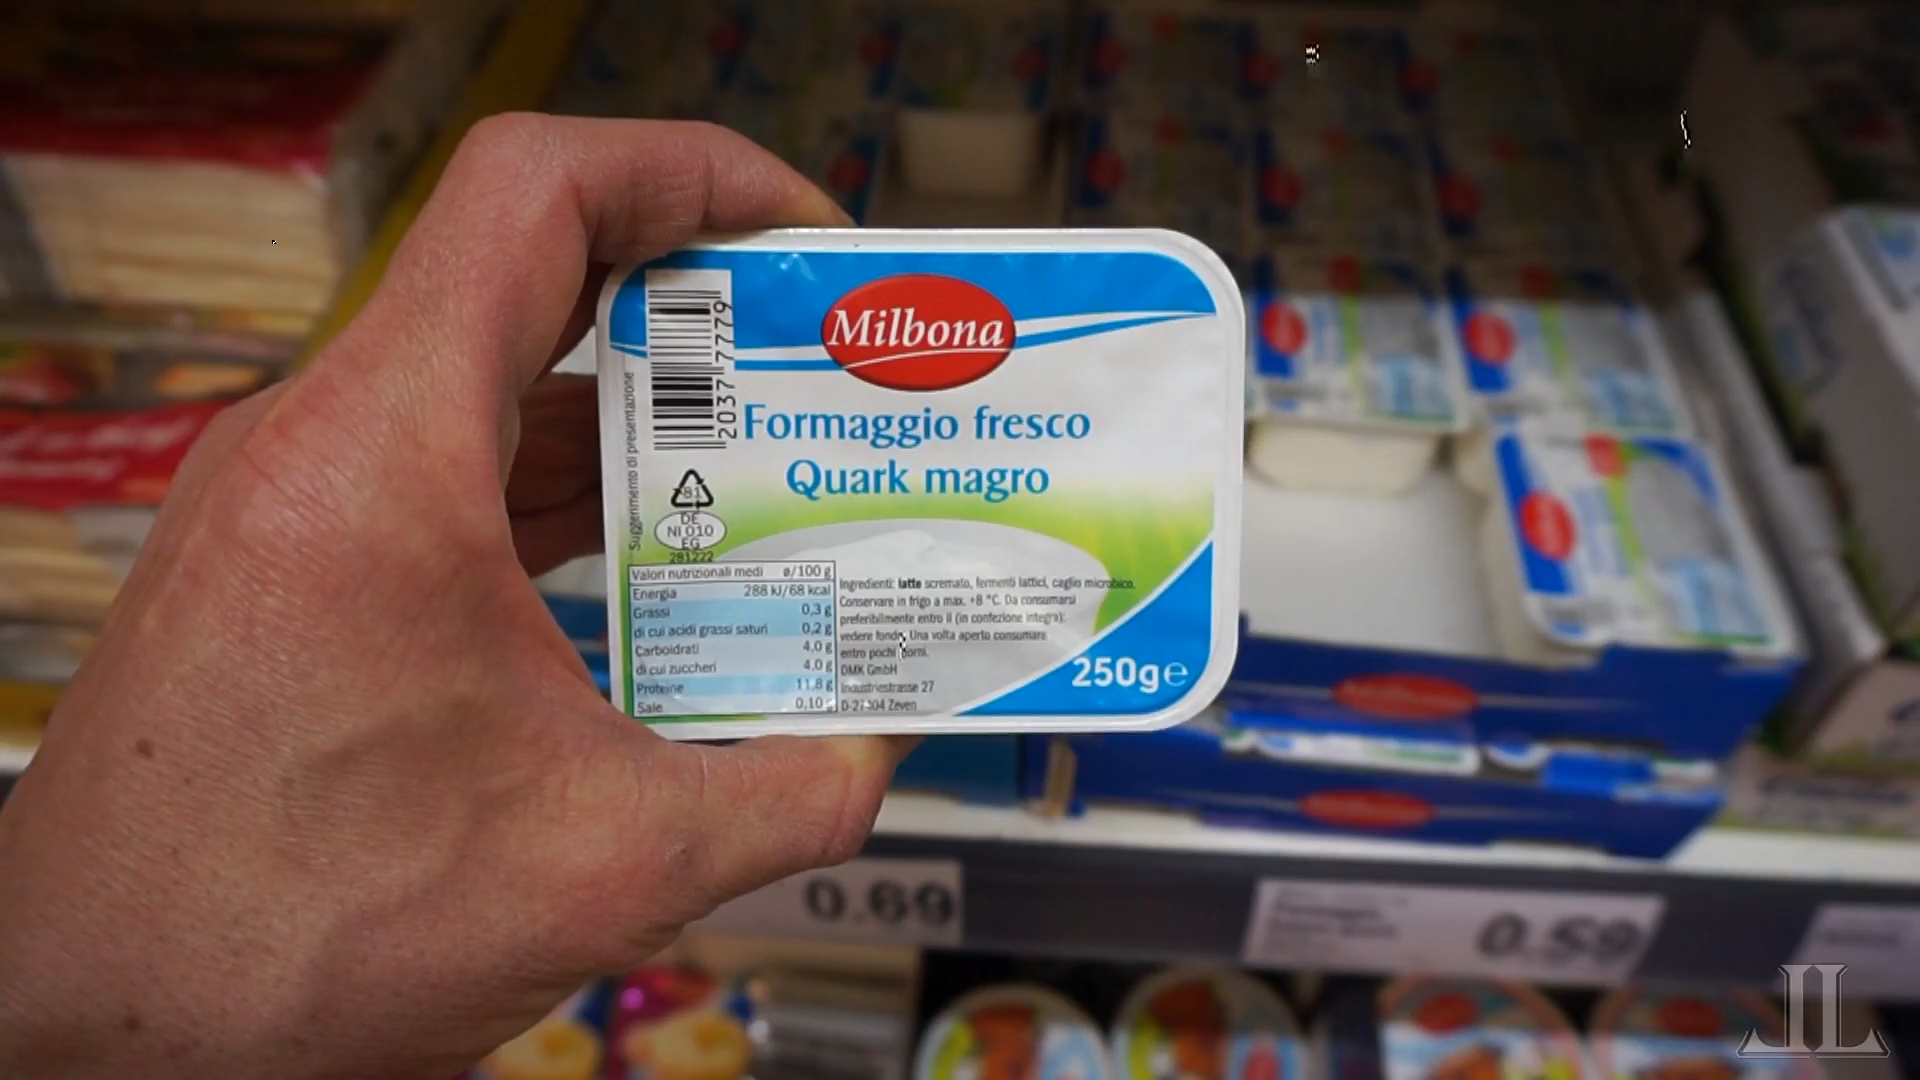 Milbona
Formaggio fresco
Quark magro
2037 7779
Suggerimento di presentazione
81
DE
NI 010
EG
281222
Valori nutrizionali medi ø/100 g
Energia 288 kJ/68 kcal
Grassi 0,3 g
di cui acidi grassi saturi 0,2 g
Carboidrati 4,0 g
di cui zuccheri 4,0 g
Proteine 11,8 g
Sale 0,10 g
Ingredienti: latte scremato, fermenti lattici, caglio microbico.
Conservare in frigo a max. +8 °C. Da consumarsi
preferibilmente entro il (in confezione integra):
vedere fondo. Una volta aperto consumare
entro pochi giorni.
DMK GmbH
Industriestrasse 27
Zeven
250g℮
0.69
0.59